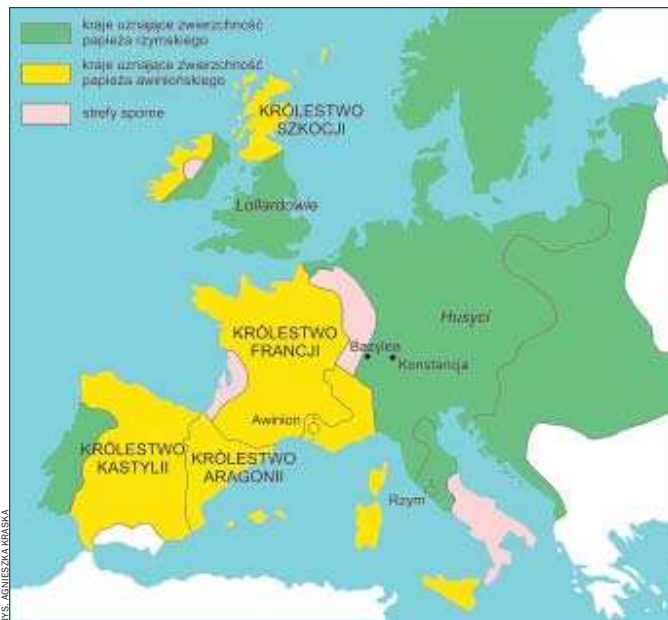 kraje uznające zwierzchność
papieża rzymskiego
kraje uznające zwierzchność
papieża awiniońskiego
strefy sporne
KRÓLESTWO
SZKOCJI
Lollardowie
KRÓLESTWO
FRANCJI
Husyci
Bazylea
Konstancja
Awinion
KRÓLESTWO
KASTYLII
KRÓLESTWO
ARAGONII
Rzym
RYS. AGNIESZKA KRASKA